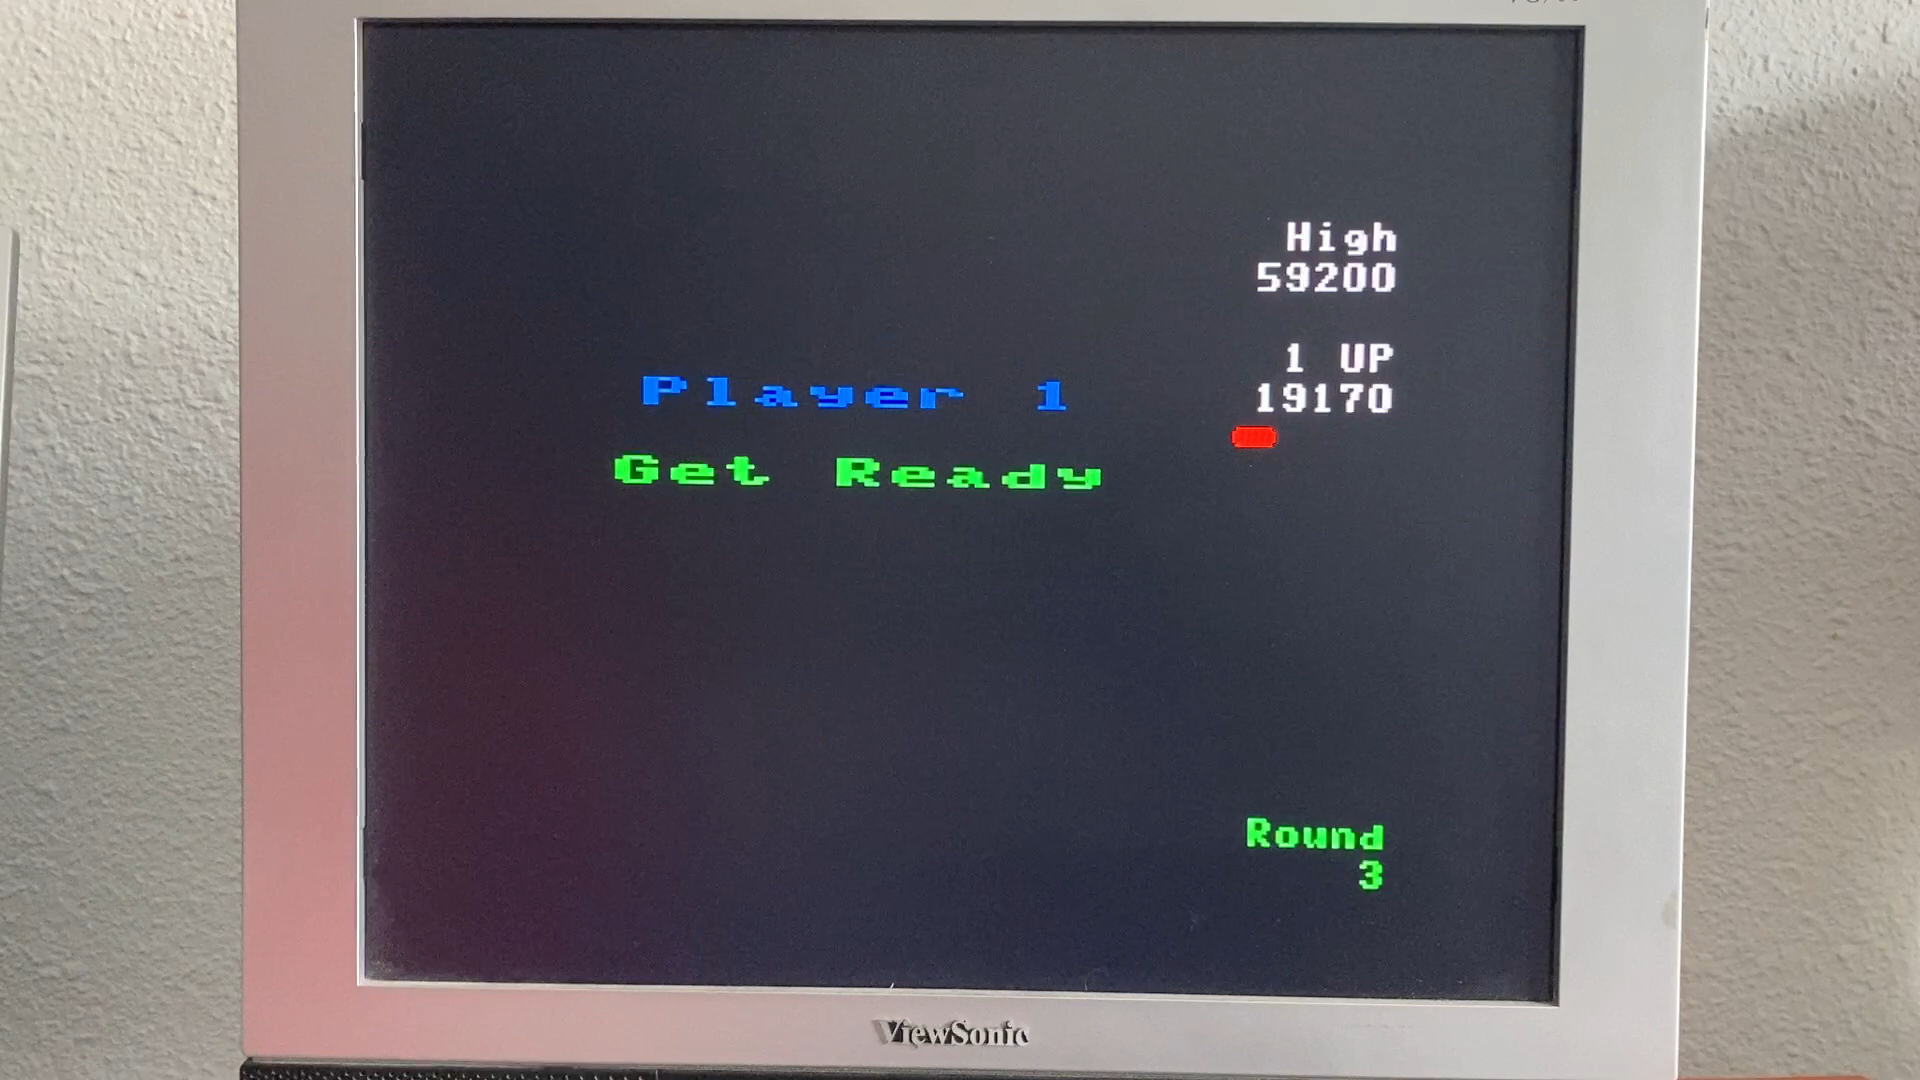 High
59200
1 UP
19170
Player 1
Get Ready
Round
3
ViewSonic